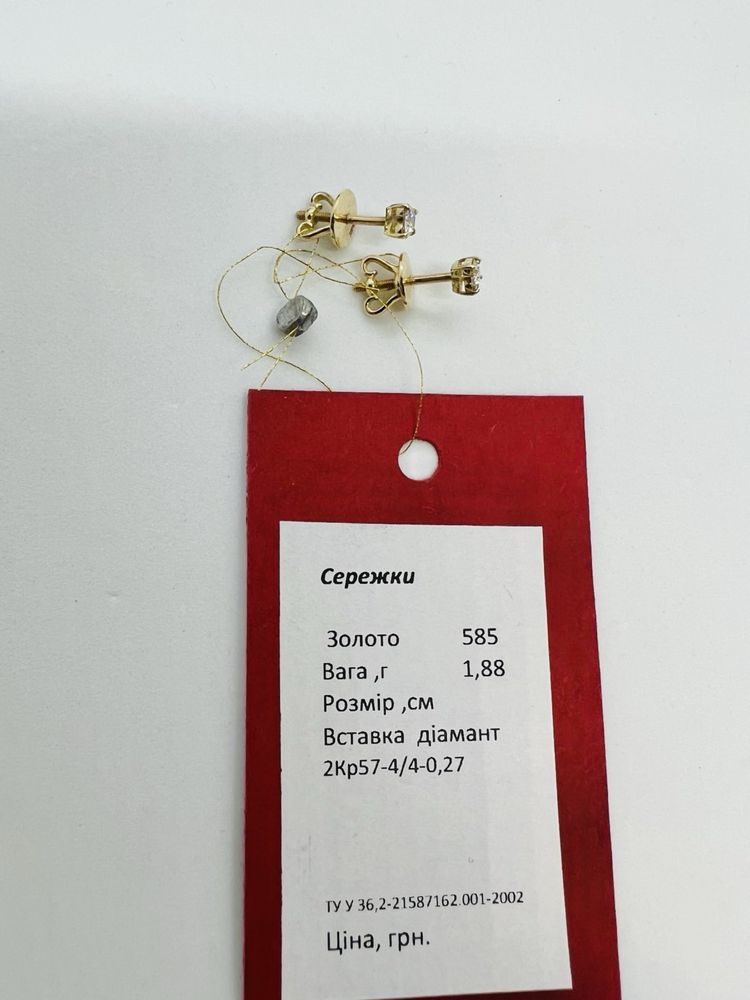 Сережки
Золото 585
Вага ,г 1,88
Розмір ,см
Вставка діамант
2Кр57-4/4-0,27
ТУ У 36,2-21587162.001-2002
Ціна, грн.